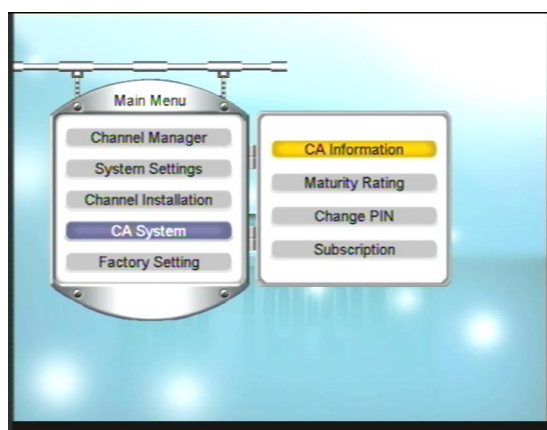 Main Menu
Channel Manager
System Settings
Channel Installation
CA System
Factory Setting
CA Information
Maturity Rating
Change PIN
Subscription